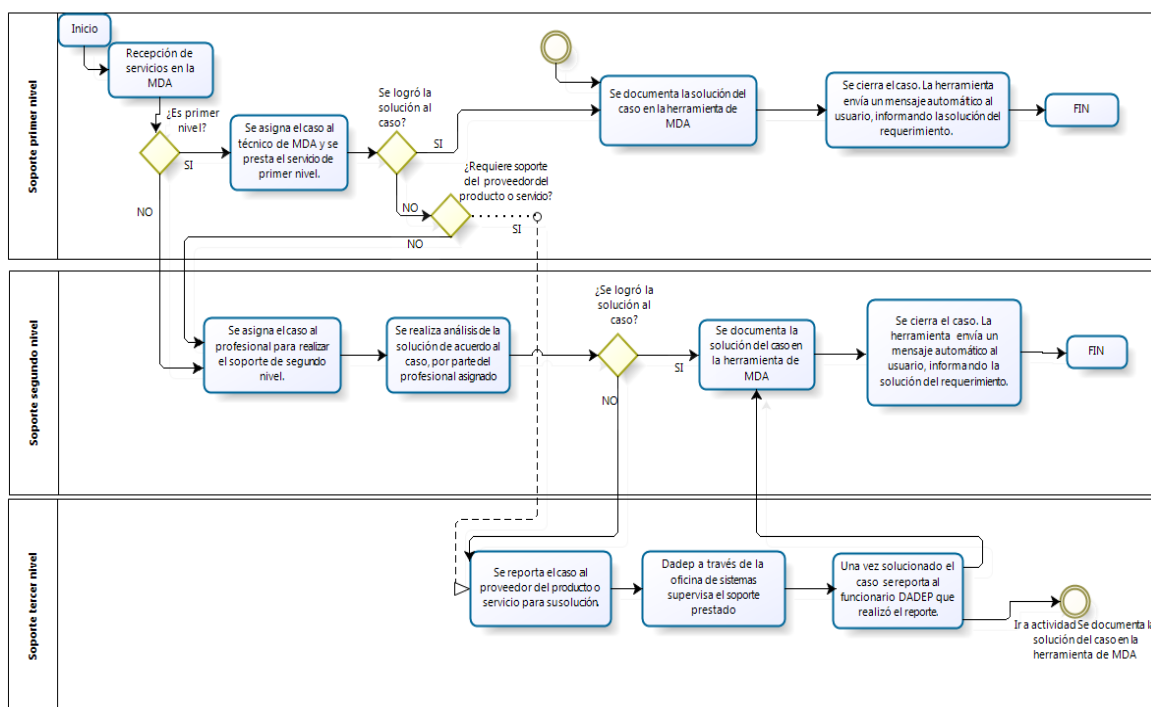 Soporte primer nivel
Inicio
Recepción de
servicios en la
MDA
¿Es primer
nivel?
SI
NO
Se asigna el caso al
técnico de MDA y se
presta el servicio de
primer nivel.
Se logró la
solución al
caso?
SI
NO
¿Requiere soporte
del proveedor del
producto o servicio?
SI
NO
Se documenta la solución del
caso en la herramienta de
MDA
Se cierra el caso. La herramienta
envía un mensaje automático al
usuario, informando la solución del
requerimiento.
FIN
Soporte segundo nivel
Se asigna el caso al
profesional para realizar
el soporte de segundo
nivel.
Se realiza análisis de la
solución de acuerdo al
caso, por parte del
profesional asignado
¿Se logró la
solución al
caso?
SI
NO
Se documenta la
solución del caso en
la herramienta de
MDA
Se cierra el caso. La
herramienta envía un
mensaje automático al
usuario, informando la
solución del requerimiento.
FIN
Soporte tercer nivel
Se reporta el caso al
proveedor del producto o
servicio para susolución.
Dadep a través de la
oficina de sistemas
supervisa el soporte
prestado
Una vez solucionado el
caso se reporta al
funcionario DADEP que
realizó el reporte.
Ir a actividad Se documenta la
solución del caso en la
herramienta de MDA